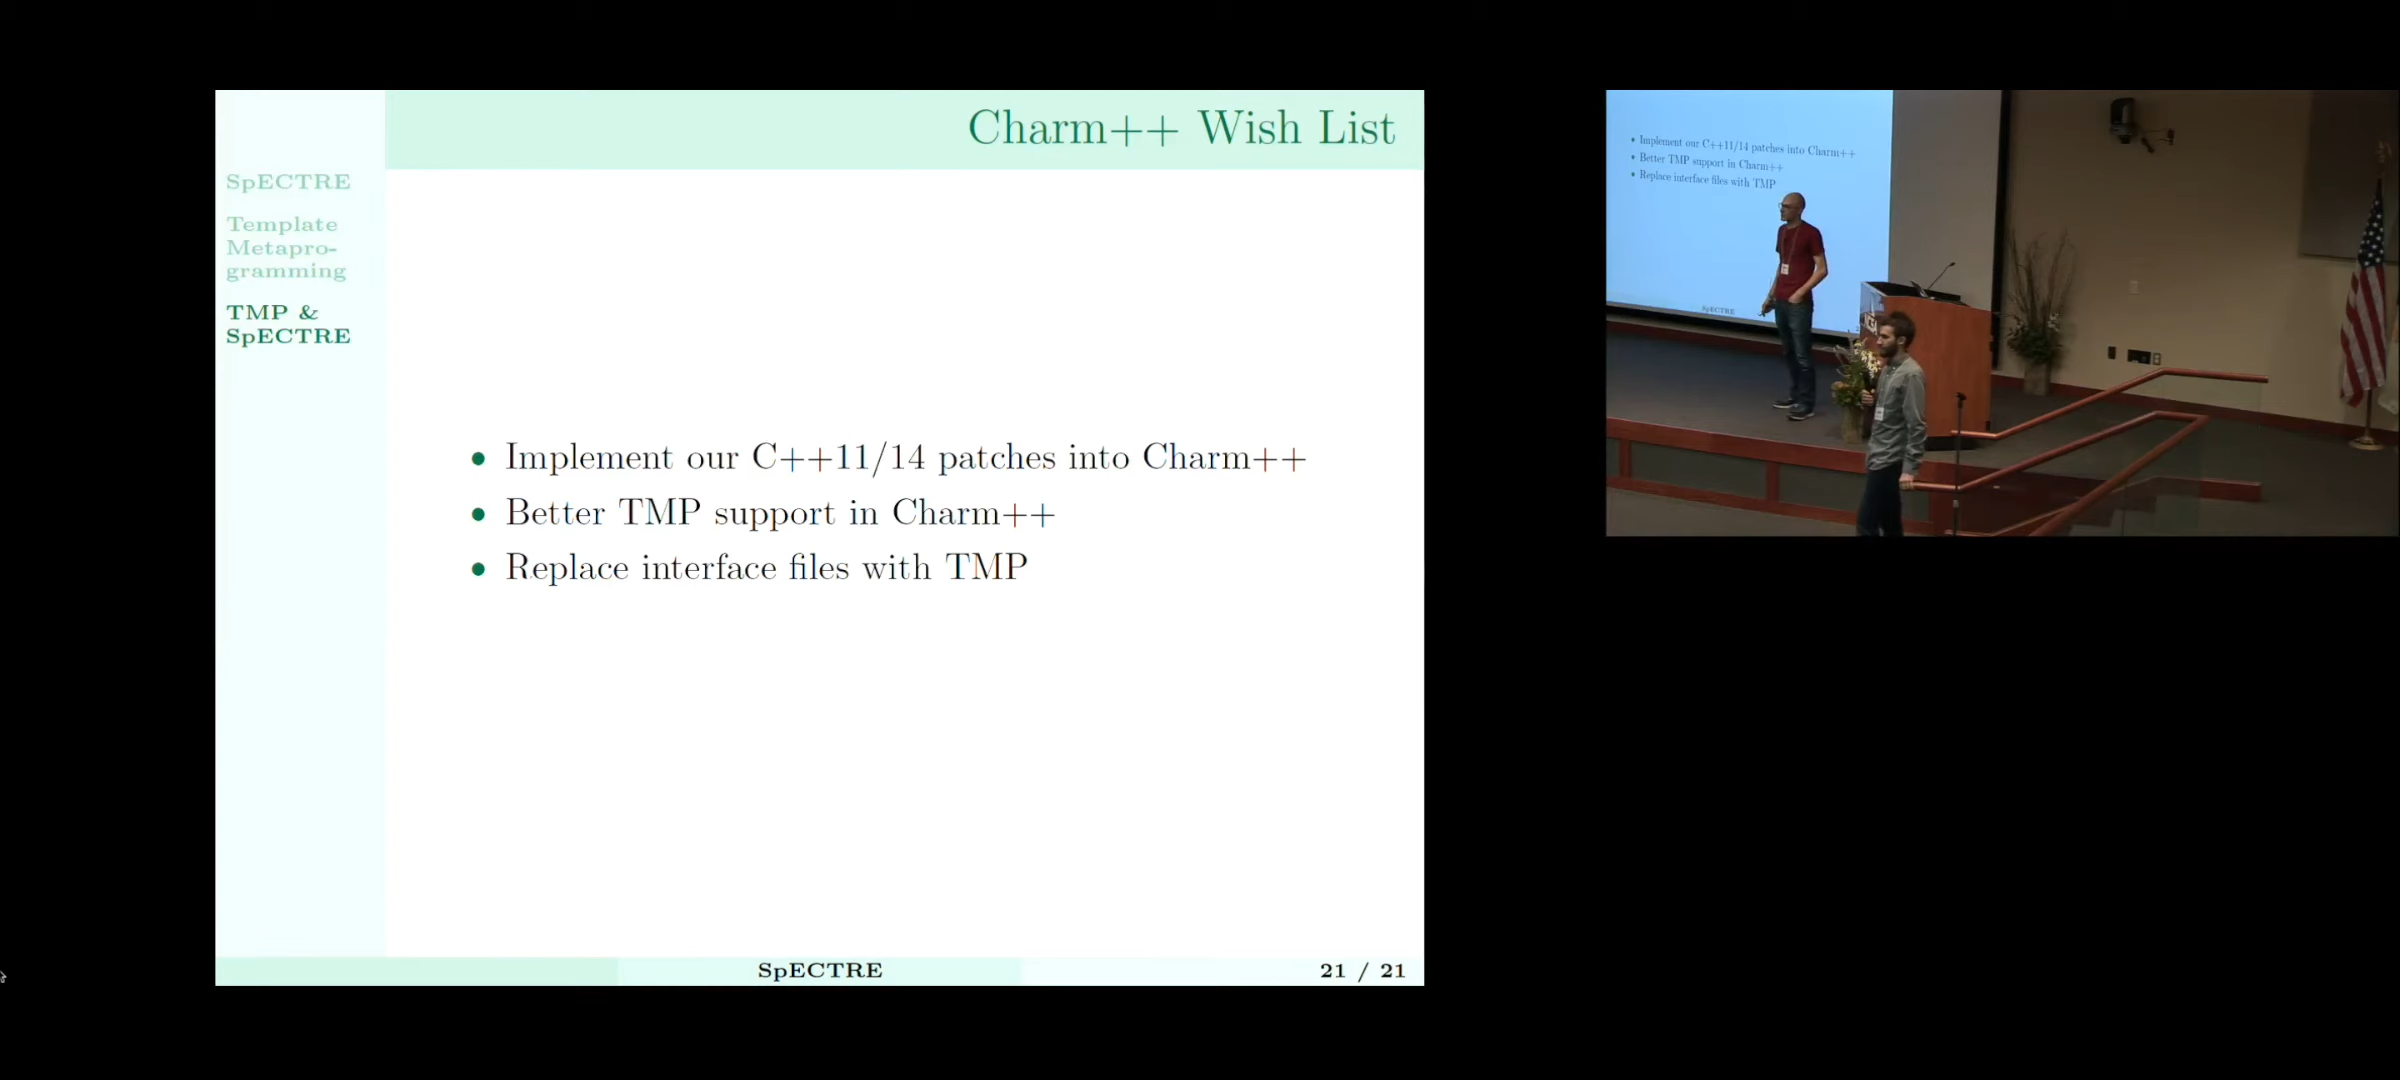 Charm++ Wish List
SpECTRE
Template
Metapro-
gramming
TMP &
SpECTRE
• Implement our C++11/14 patches into Charm++
• Better TMP support in Charm++
• Replace interface files with TMP
SpECTRE
21 / 21
• Implement our C++11/14 patches into Charm++
• Better TMP support in Charm++
• Replace interface files with TMP
SpECTRE